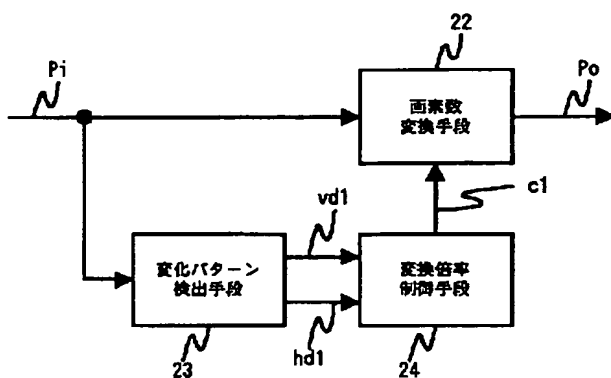 22
Pi
Po
画素数
変換手段
c1
vd1
変化パターン
検出手段
変換倍率
制御手段
23
hd1
24